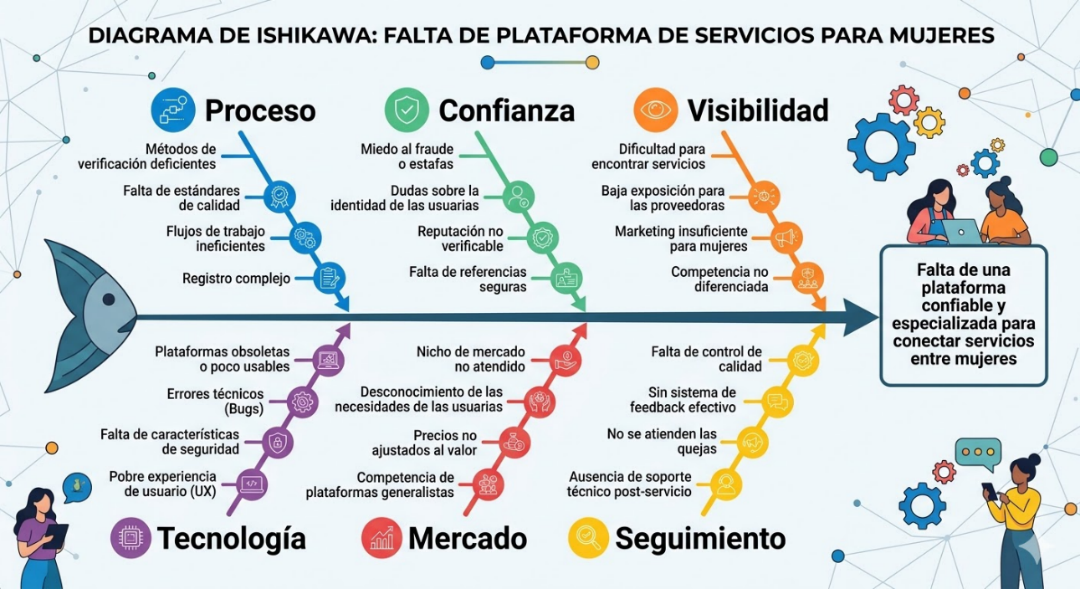 DIAGRAMA DE ISHIKAWA: FALTA DE PLATAFORMA DE SERVICIOS PARA MUJERES
Proceso
Métodos de
verificación deficientes
Falta de estándares
de calidad
Flujos de trabajo
ineficientes
Registro complejo
Confianza
Miedo al fraude
o estafas
Dudas sobre la
identidad de las usuarias
Reputación no
verificable
Falta de referencias
seguras
Visibilidad
Dificultad para
encontrar servicios
Baja exposición para
las proveedoras
Marketing insuficiente
para mujeres
Competencia no
diferenciada
Falta de una
plataforma
confiable y
especializada para
conectar servicios
entre mujeres
Plataformas obsoletas
o poco usables
Errores técnicos
(Bugs)
Falta de características
de seguridad
Pobre experiencia
de usuario (UX)
Tecnología
Nicho de mercado
no atendido
Desconocimiento de las
necesidades de las usuarias
Precios no
ajustados al valor
Competencia de
plataformas generalistas
Mercado
Falta de control de
calidad
Sin sistema de
feedback efectivo
No se atienden las
quejas
Ausencia de soporte
técnico post-servicio
Seguimiento